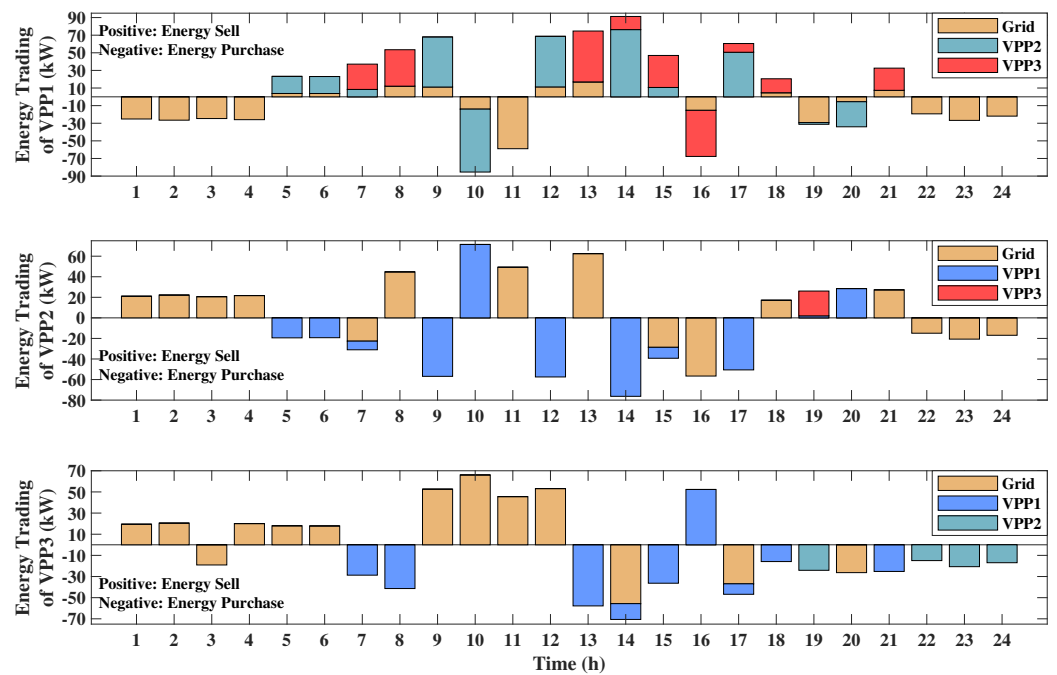 Energy Trading
of VPP1 (kW)
90
70
50
30
10
-10
-30
-50
-70
-90
Positive: Energy Sell
Negative: Energy Purchase
Grid
VPP2
VPP3
1 2 3 4 5 6 7 8 9 10 11 12 13 14 15 16 17 18 19 20 21 22 23 24
Energy Trading
of VPP2 (kW)
60
40
20
0
-20
-40
-60
-80
Positive: Energy Sell
Negative: Energy Purchase
Grid
VPP1
VPP3
1 2 3 4 5 6 7 8 9 10 11 12 13 14 15 16 17 18 19 20 21 22 23 24
Energy Trading
of VPP3 (kW)
70
50
30
10
-10
-30
-50
-70
Positive: Energy Sell
Negative: Energy Purchase
Grid
VPP1
VPP2
1 2 3 4 5 6 7 8 9 10 11 12 13 14 15 16 17 18 19 20 21 22 23 24
Time (h)